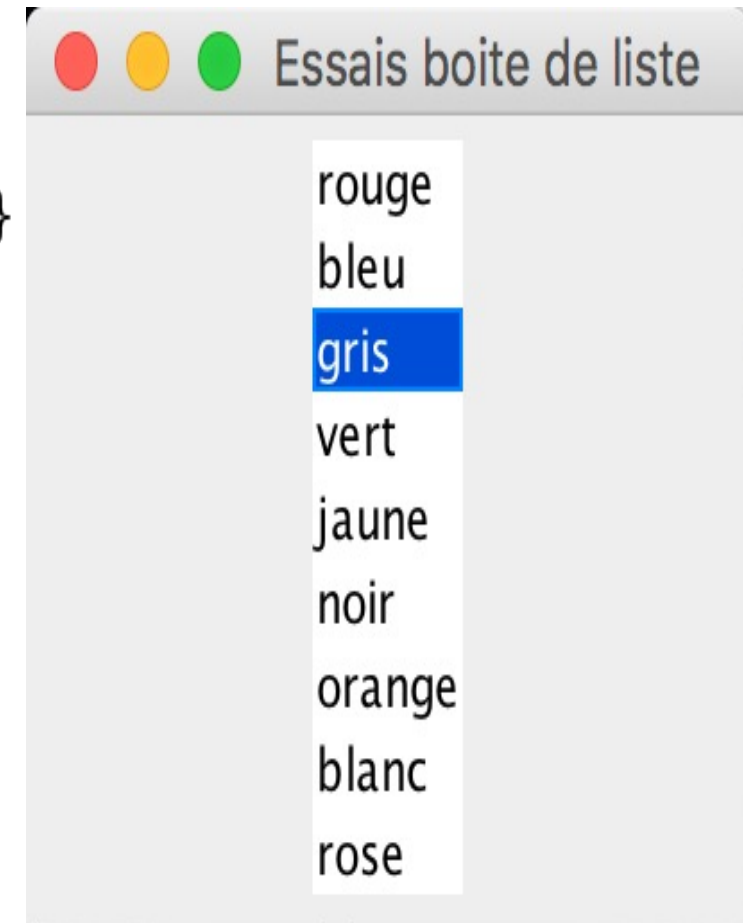 Essais boite de liste
}
rouge
bleu
gris
vert
jaune
noir
orange
blanc
rose